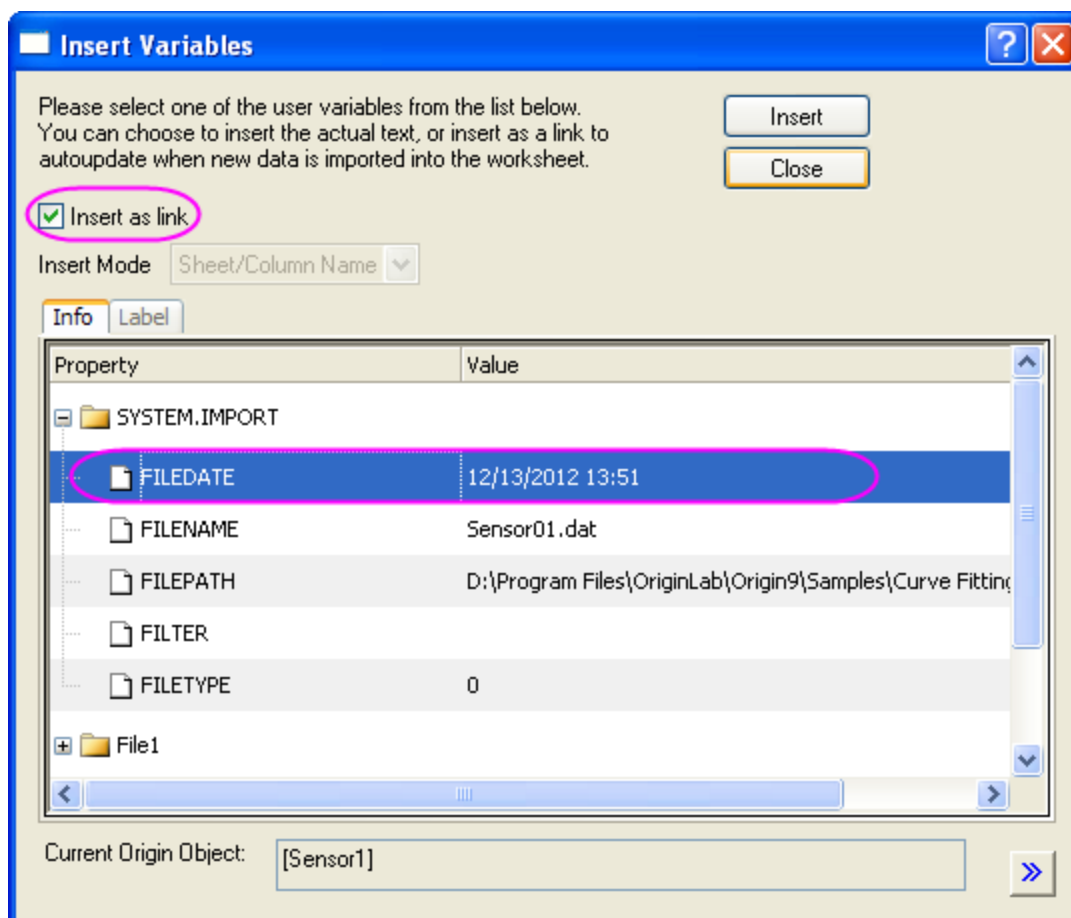 Insert Variables
Please select one of the user variables from the list below.
You can choose to insert the actual text, or insert as a link to
autoupdate when new data is imported into the worksheet.
Insert
Close
Insert as link
Insert Mode Sheet/Column Name
Info Label
Property Value
SYSTEM.IMPORT
FILEDATE 12/13/2012 13:51
FILENAME Sensor01.dat
FILEPATH D:\Program Files\OriginLab\Origin9\Samples\Curve Fitting
FILTER
FILETYPE 0
File1
Current Origin Object: [Sensor1]